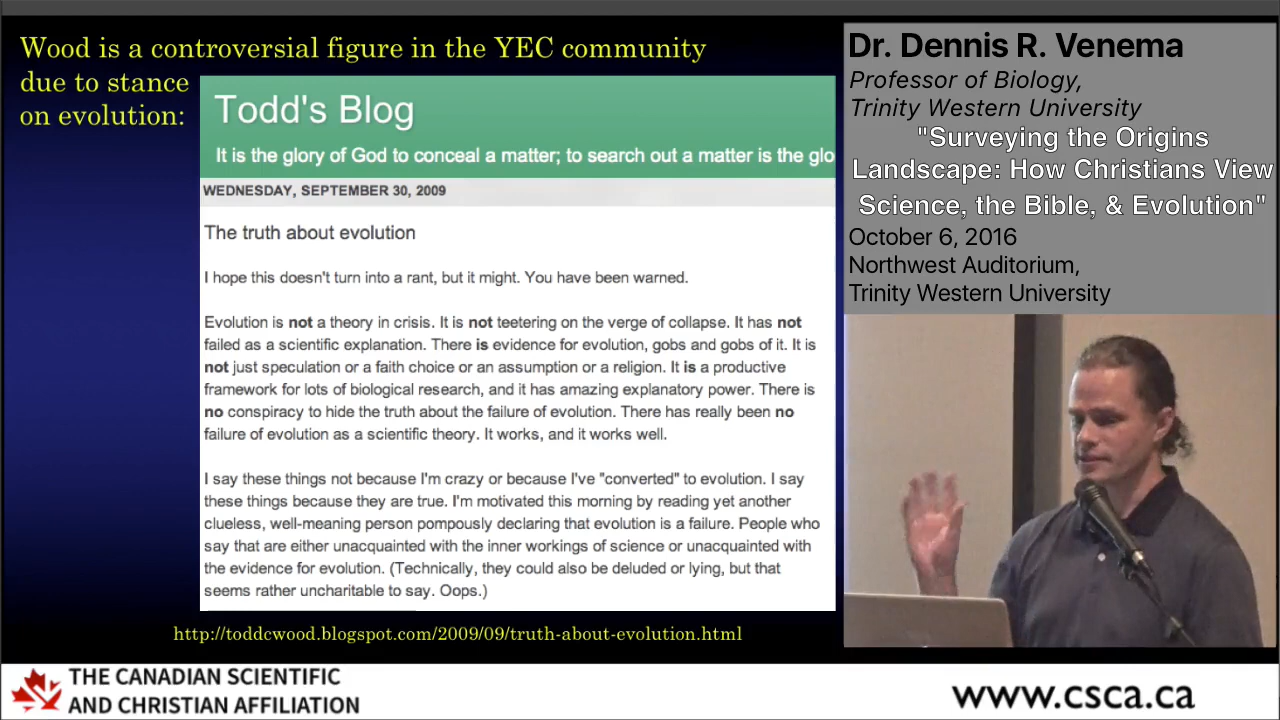 Wood is a controversial figure in the YEC community
due to stance
on evolution:
Todd's Blog
It is the glory of God to conceal a matter; to search out a matter is the glo
WEDNESDAY, SEPTEMBER 30, 2009
The truth about evolution
I hope this doesn't turn into a rant, but it might. You have been warned.
Evolution is not a theory in crisis. It is not teetering on the verge of collapse. It has not
failed as a scientific explanation. There is evidence for evolution, gobs and gobs of it. It is
not just speculation or a faith choice or an assumption or a religion. It is a productive
framework for lots of biological research, and it has amazing explanatory power. There is
no conspiracy to hide the truth about the failure of evolution. There has really been no
failure of evolution as a scientific theory. It works, and it works well.
I say these things not because I'm crazy or because I've "converted" to evolution. I say
these things because they are true. I'm motivated this morning by reading yet another
clueless, well-meaning person pompously declaring that evolution is a failure. People who
say that are either unacquainted with the inner workings of science or unacquainted with
the evidence for evolution. (Technically, they could also be deluded or lying, but that
seems rather uncharitable to say. Oops.)
http://toddcwood.blogspot.com/2009/09/truth-about-evolution.html
Dr. Dennis R. Venema
Professor of Biology,
Trinity Western University
"Surveying the Origins
Landscape: How Christians View
Science, the Bible, & Evolution"
October 6, 2016
Northwest Auditorium,
Trinity Western University
THE CANADIAN SCIENTIFIC
AND CHRISTIAN AFFILIATION
www.csca.ca